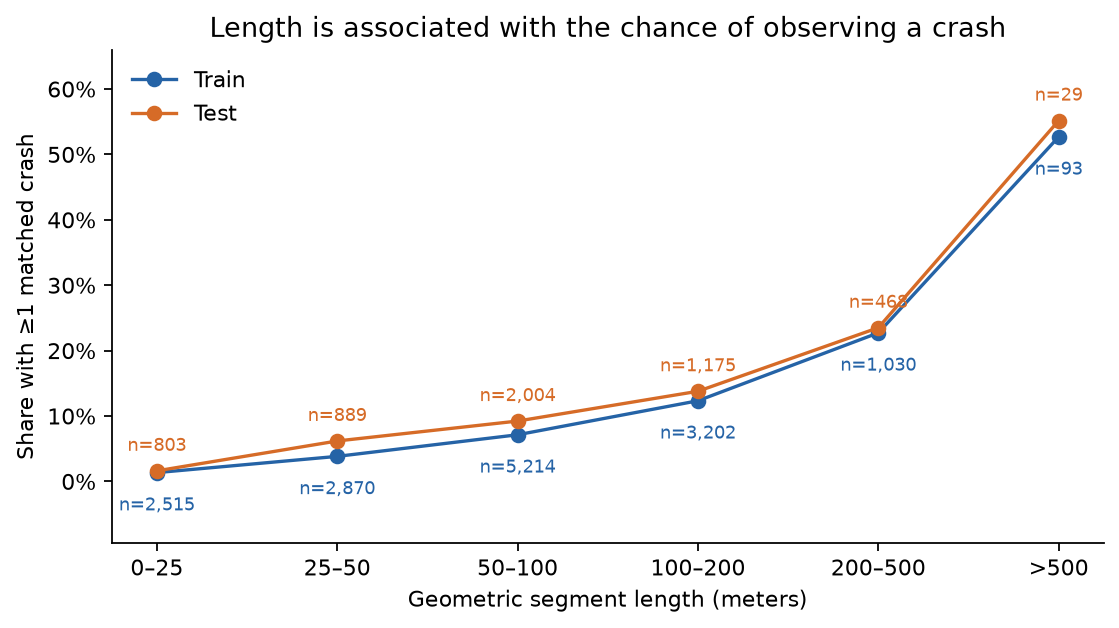 Length is associated with the chance of observing a crash
Train
Test
Share with ≥1 matched crash
60%
50%
40%
30%
20%
10%
0%
n=29
n=93
n=468
n=1,030
n=1,175
n=3,202
n=2,004
n=5,214
n=889
n=2,870
n=803
n=2,515
0–25
25–50
50–100
100–200
200–500
>500
Geometric segment length (meters)